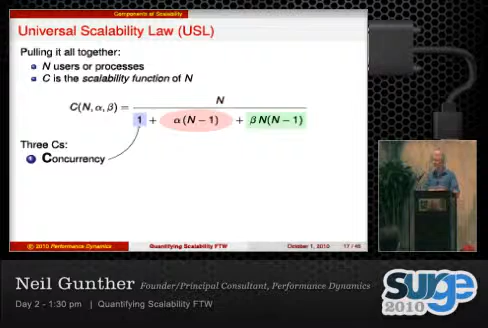 Components of Scalability
Universal Scalability Law (USL)
Pulling it all together:
N users or processes
C is the scalability function of N
C(N, α, β) = N / 1 + α (N − 1) + β N(N − 1)
Three Cs:
1 Concurrency
© 2010 Performance Dynamics Quantifying Scalability FTW October 1, 2010 17 / 46
Neil Gunther Founder/Principal Consultant, Performance Dynamics
Day 2 - 1:30 pm | Quantifying Scalability FTW
surge
2010